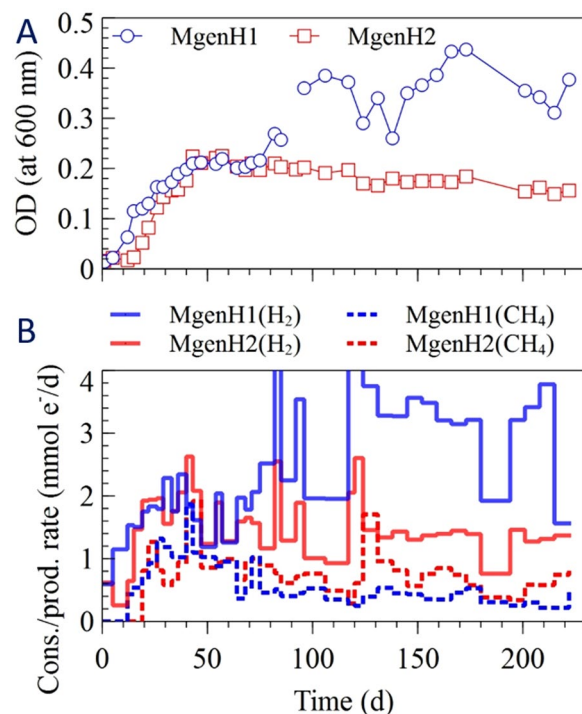 A
MgenH1 MgenH2
0.5
0.4
0.3
0.2
0.1
0
OD (at 600 nm)
B
MgenH1(H₂) MgenH1(CH₄)
MgenH2(H₂) MgenH2(CH₄)
4
3
2
1
0
Cons./prod. rate (mmol e⁻/d)
0 50 100 150 200
Time (d)